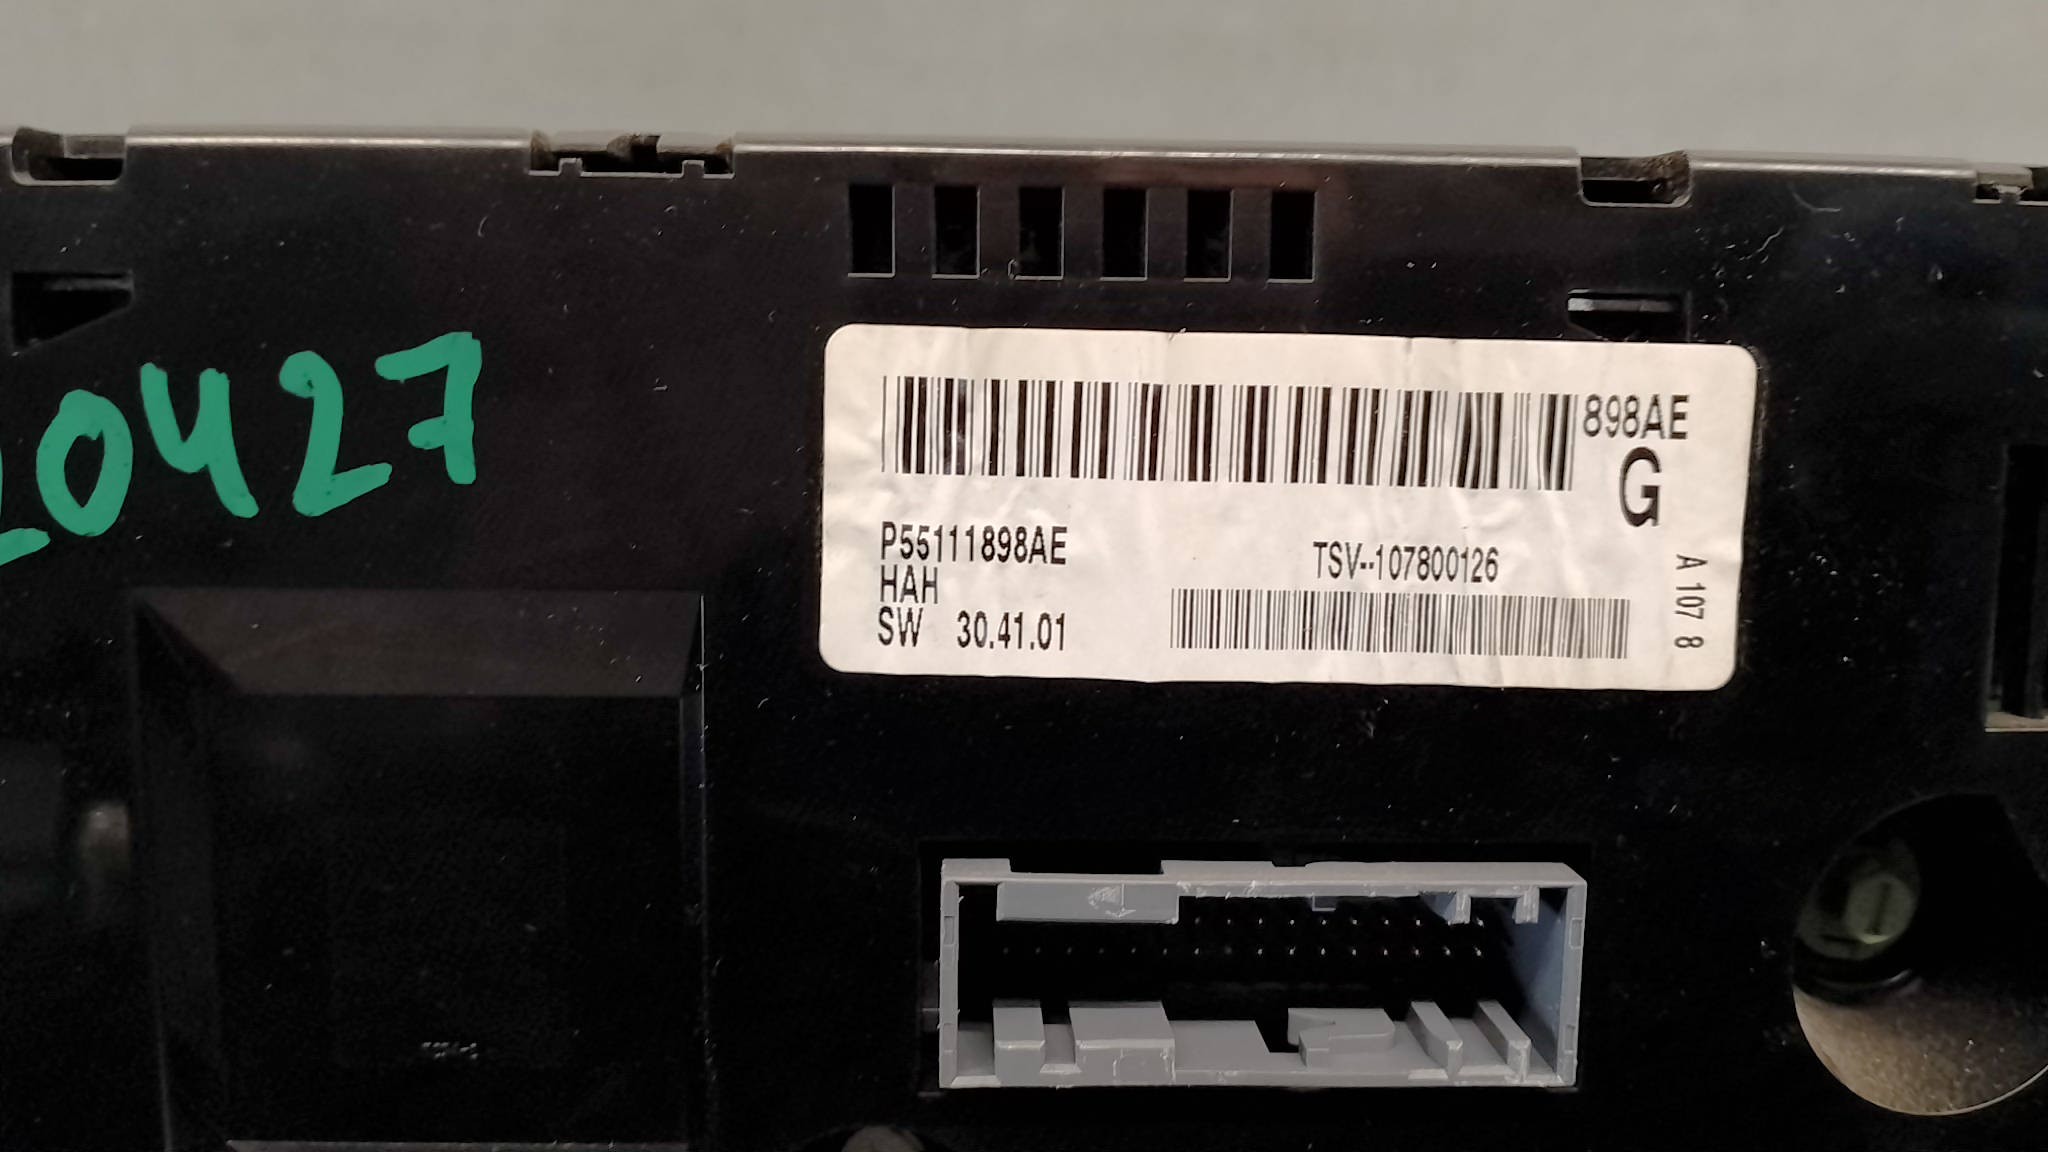 20427
898AE
G
P55111898AE
HAH
SW 30.41.01
TSV--107800126
A 107 8